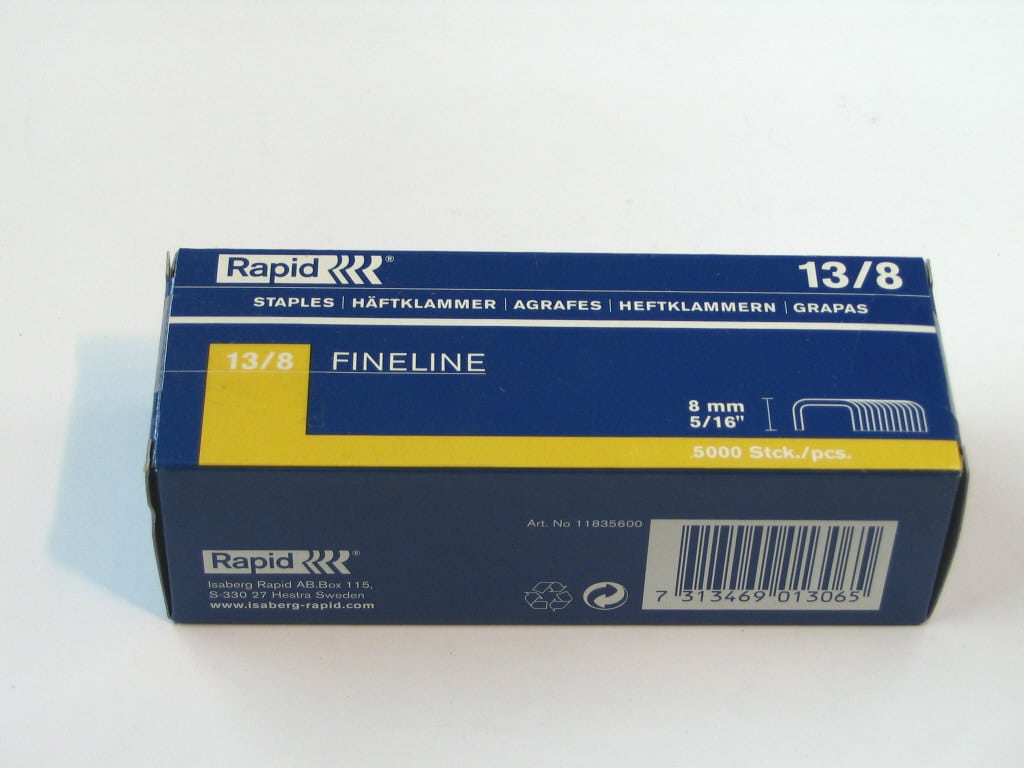 Rapid ®
13/8
STAPLES | HÄFTKLAMMER | AGRAFES | HEFTKLAMMERN | GRAPAS
13/8 FINELINE
8 mm
5/16"
5000 Stck./pcs.
Art. No 11835600
Rapid ®
Isaberg Rapid AB.Box 115,
S-330 27 Hestra Sweden
www.isaberg-rapid.com
7 313469 013065